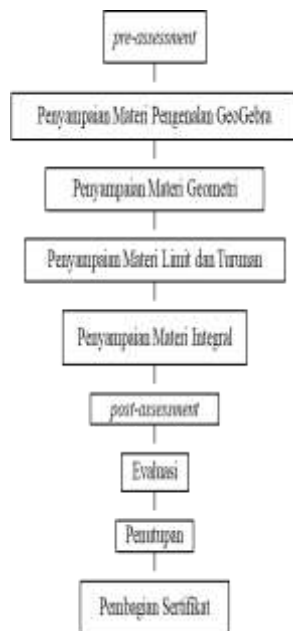 pre-assessment
Penyampaian Materi Pengenalan GeoGebra
Penyampaian Materi Geometri
Penyampaian Materi Limit dan Turunan
Penyampaian Materi Integral
post-assessment
Evaluasi
Penutupan
Pembagian Sertifikat